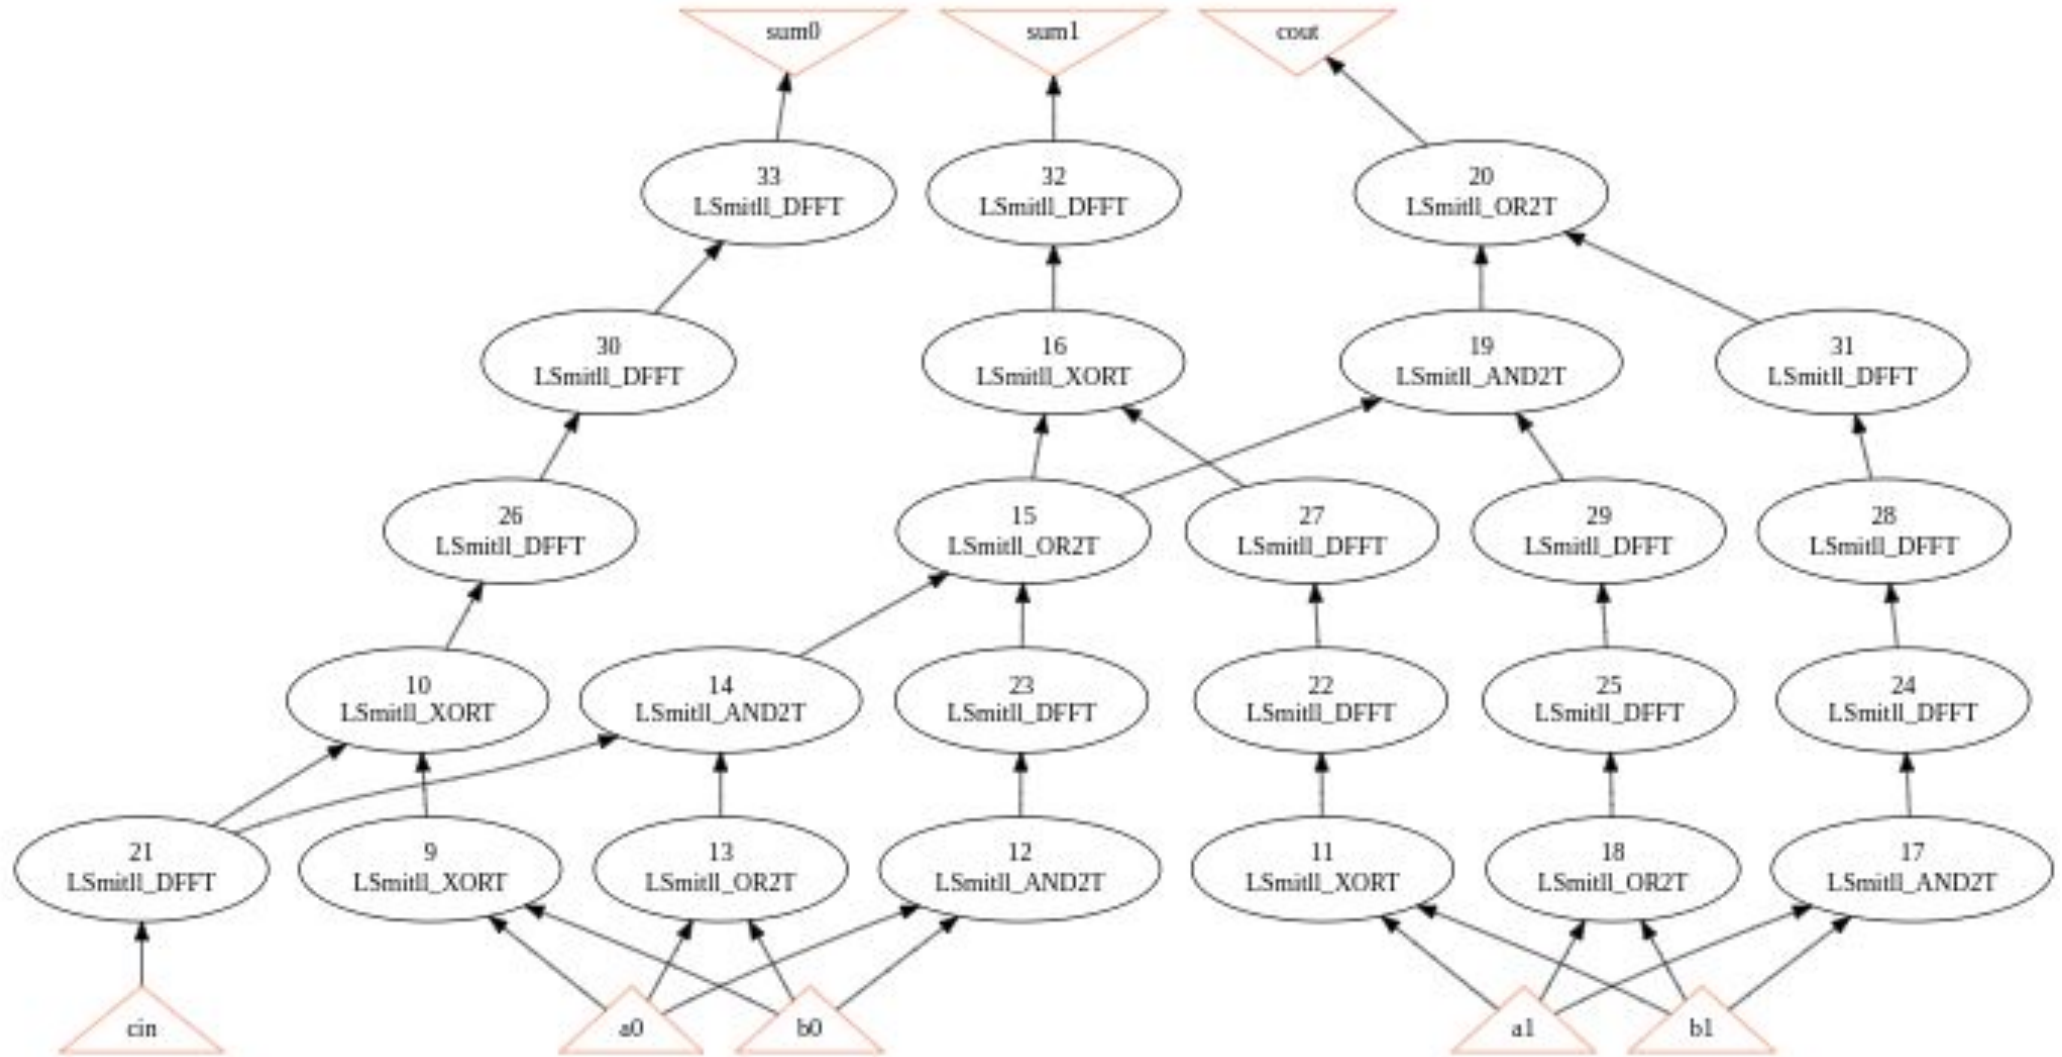 sum0
sum1
cout
33
LSmitll_DFFT
32
LSmitll_DFFT
20
LSmitll_OR2T
30
LSmitll_DFFT
16
LSmitll_XORT
19
LSmitll_AND2T
31
LSmitll_DFFT
26
LSmitll_DFFT
15
LSmitll_OR2T
27
LSmitll_DFFT
29
LSmitll_DFFT
28
LSmitll_DFFT
10
LSmitll_XORT
14
LSmitll_AND2T
23
LSmitll_DFFT
22
LSmitll_DFFT
25
LSmitll_DFFT
24
LSmitll_DFFT
21
LSmitll_DFFT
9
LSmitll_XORT
13
LSmitll_OR2T
12
LSmitll_AND2T
11
LSmitll_XORT
18
LSmitll_OR2T
17
LSmitll_AND2T
cin
a0
b0
a1
b1